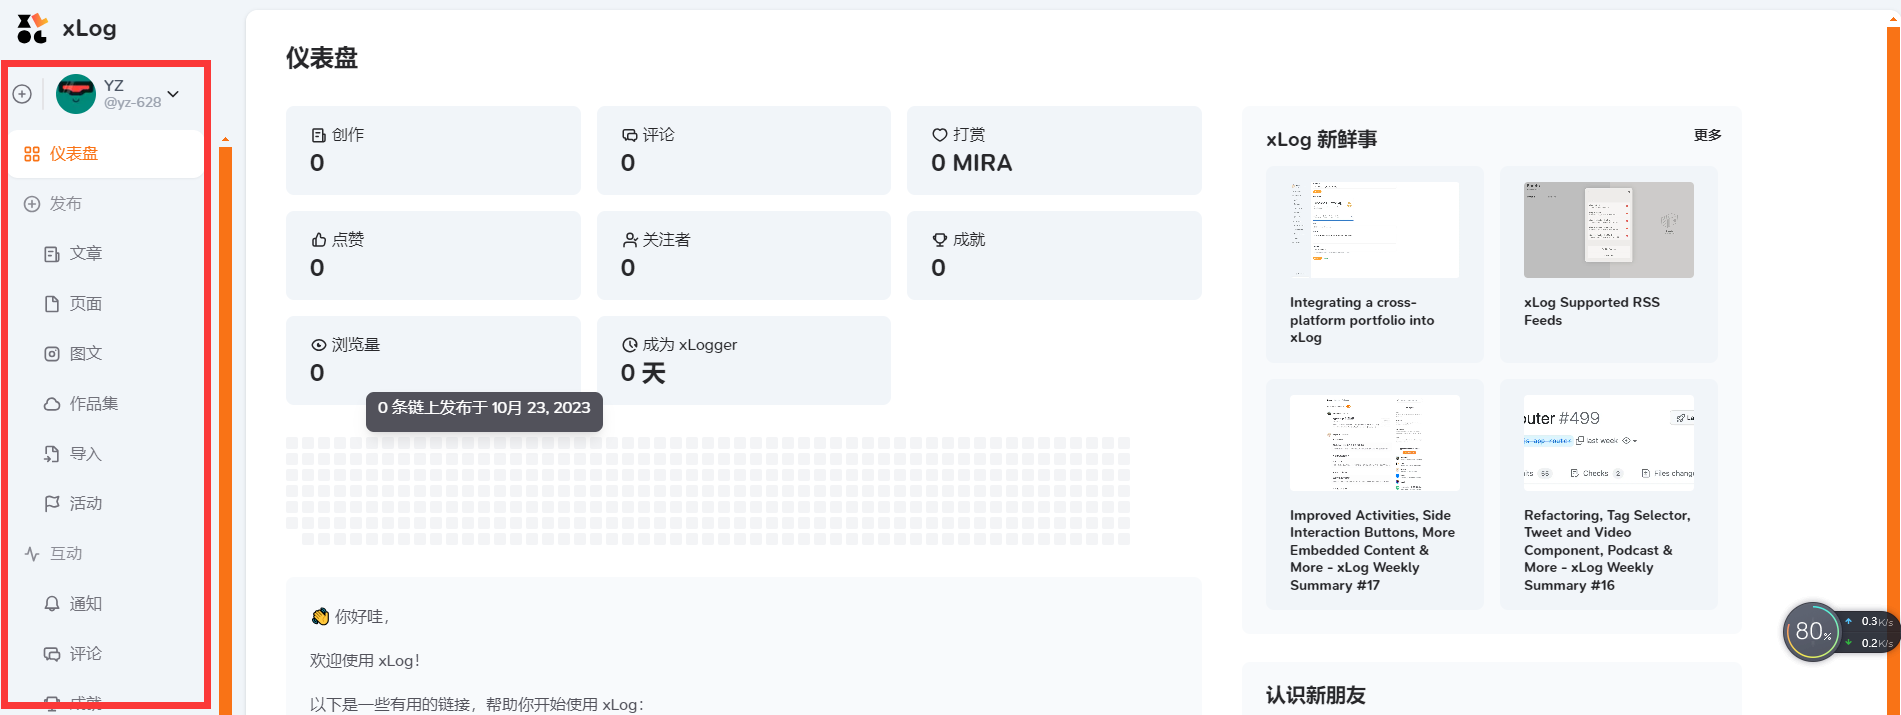 xLog
YZ
@yz-628
仪表盘
发布
文章
页面
图文
作品集
导入
活动
互动
通知
评论
成就
仪表盘
创作
0
评论
0
打赏
0 MIRA
点赞
0
关注者
0
成就
0
浏览量
0
成为 xLogger
0 天
0 条链上发布于 10月 23, 2023
👏 你好哇，
欢迎使用 xLog！
以下是一些有用的链接，帮助你开始使用 xLog：
xLog 新鲜事
更多
Integrating a cross-
platform portfolio into
xLog
xLog Supported RSS
Feeds
outer #499
last week
55
Checks 2
Files change
Improved Activities, Side
Interaction Buttons, More
Embedded Content &
More - xLog Weekly
Summary #17
Refactoring, Tag Selector,
Tweet and Video
Component, Podcast &
More - xLog Weekly
Summary #16
认识新朋友
80%
0.3K/s
0.2K/s